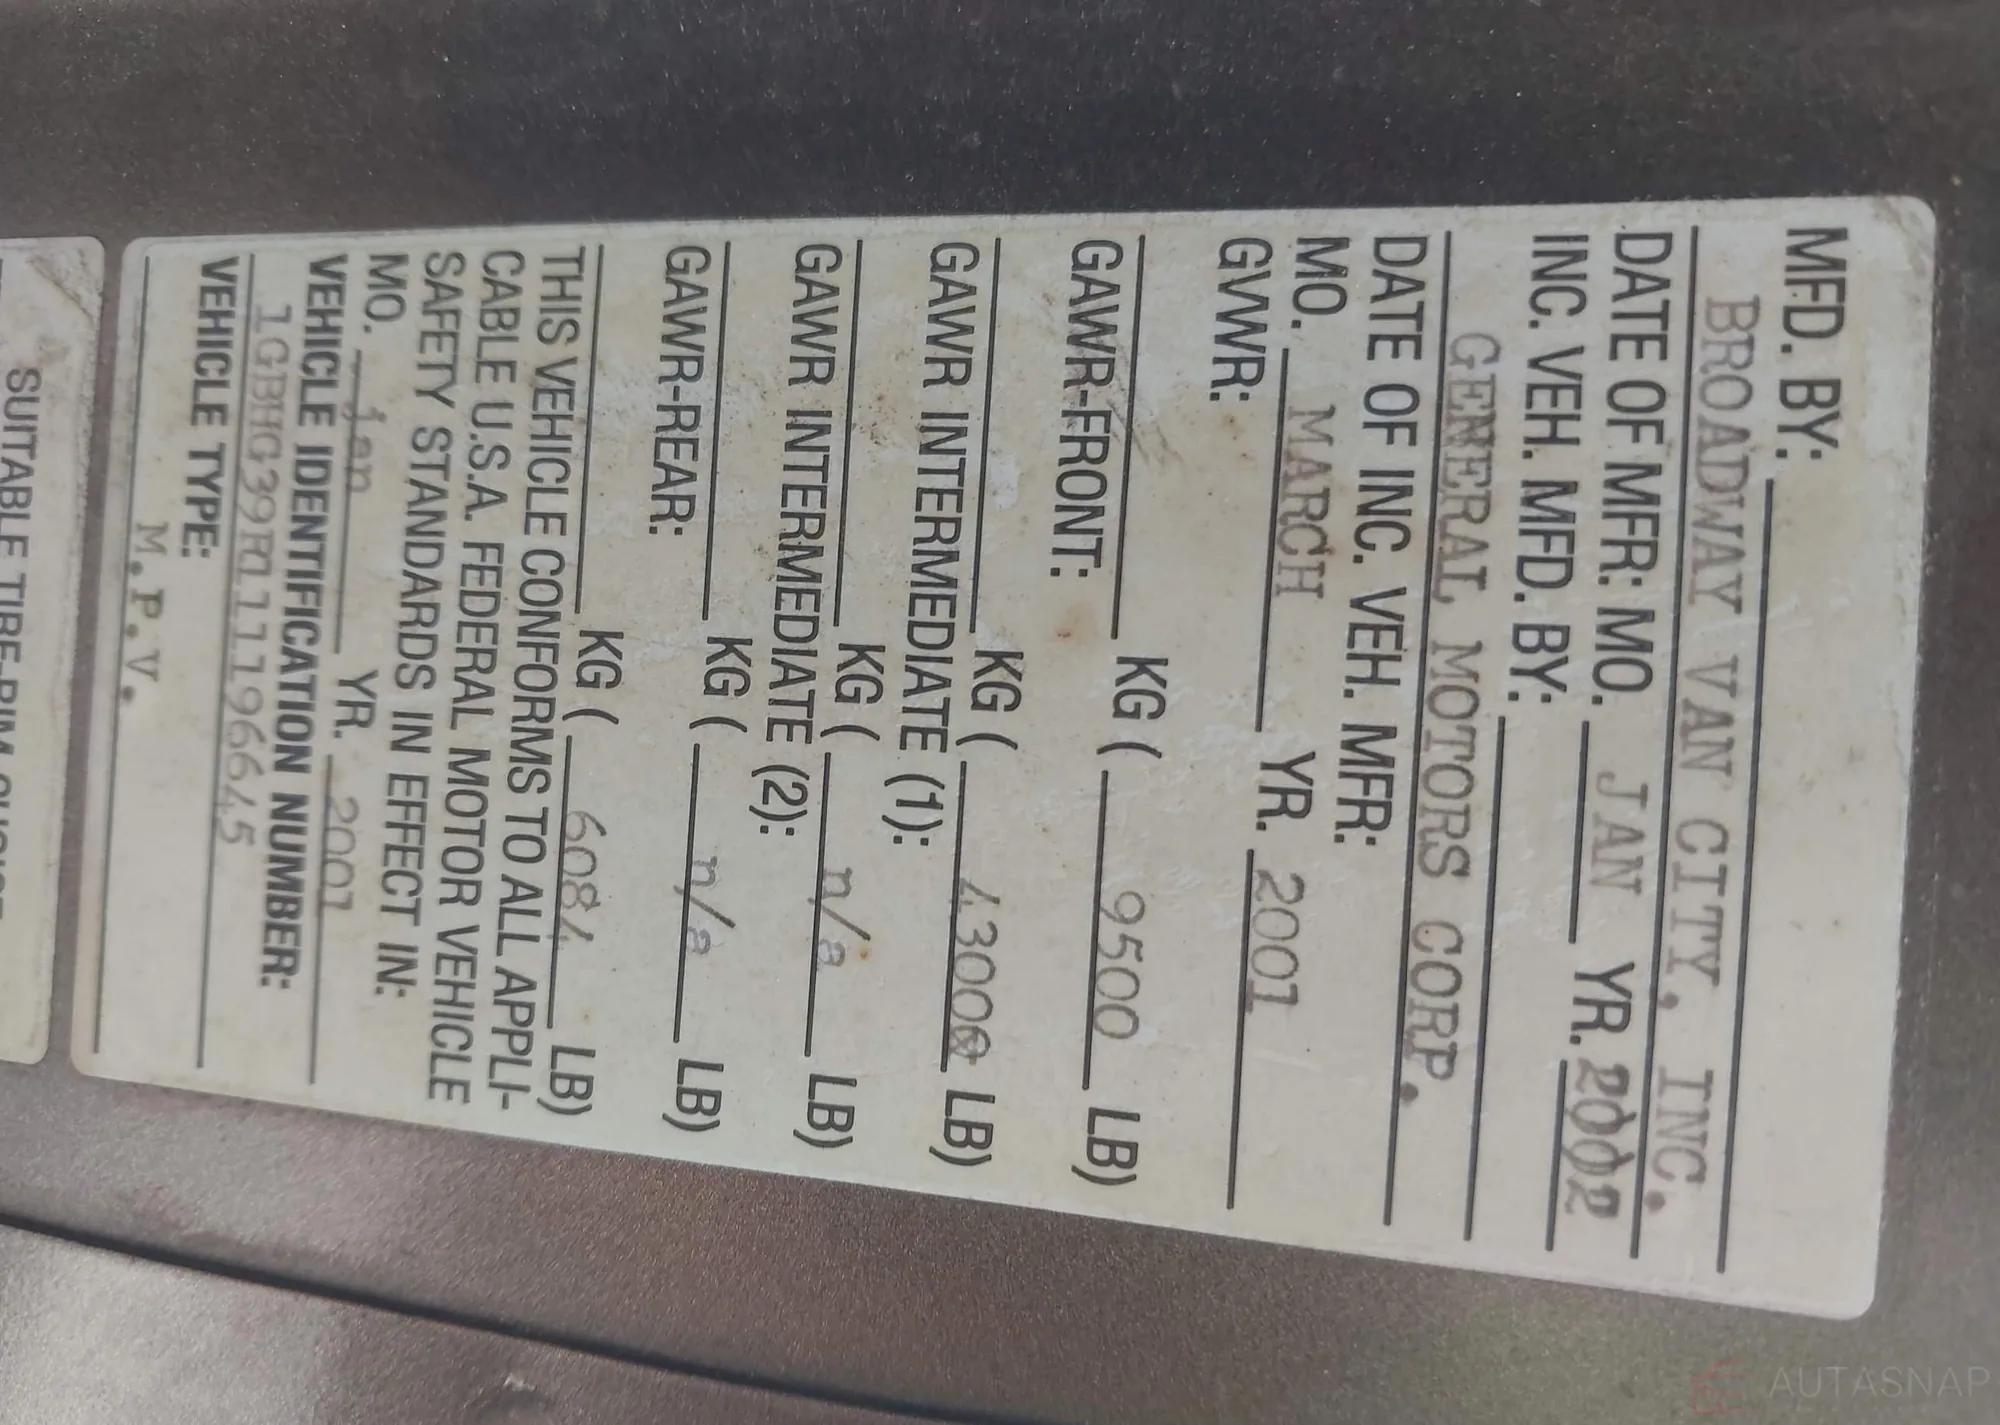 MFD. BY:
BROADWAY VAN CITY, INC.
DATE OF MFR: MO. JAN YR. 2002
INC. VEH. MFD. BY:
GENERAL MOTORS CORP.
DATE OF INC. VEH. MFR:
MO. MARCH YR. 2001
GVWR:
KG ( 9500 LB)
GAWR-FRONT:
KG ( 4300 LB)
GAWR INTERMEDIATE (1):
KG ( n/a LB)
GAWR INTERMEDIATE (2):
KG ( n/a LB)
GAWR-REAR:
KG ( 6084 LB)
THIS VEHICLE CONFORMS TO ALL APPLI-
CABLE U.S.A. FEDERAL MOTOR VEHICLE
SAFETY STANDARDS IN EFFECT IN:
MO. jan YR. 2001
VEHICLE IDENTIFICATION NUMBER:
1GBHG39R111196645
VEHICLE TYPE:
M.P.V.
SUITABLE TIRE-RIM
AUTASNAP